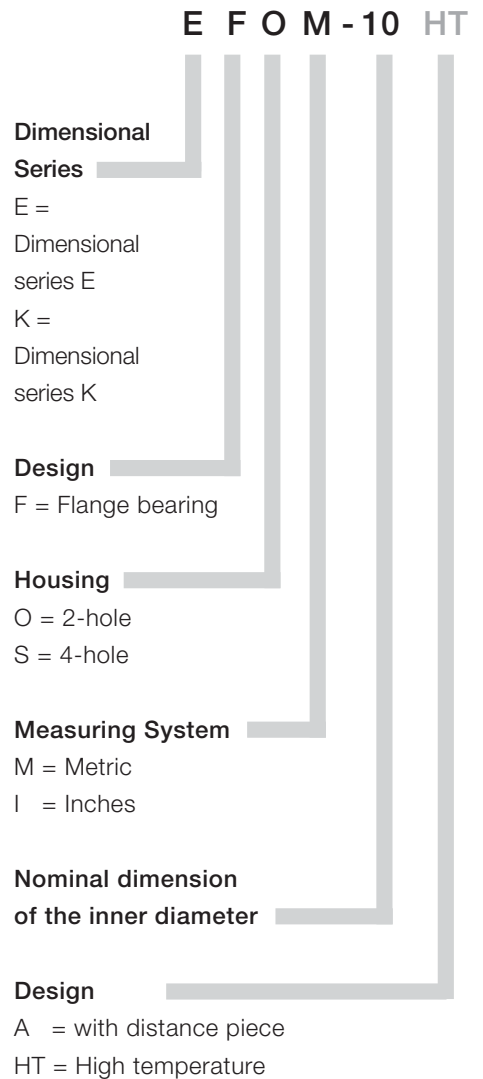 E F O M - 10 HT
Dimensional
Series
E =
Dimensional
series E
K =
Dimensional
series K
Design
F = Flange bearing
Housing
O = 2-hole
S = 4-hole
Measuring System
M = Metric
I = Inches
Nominal dimension
of the inner diameter
Design
A = with distance piece
HT = High temperature